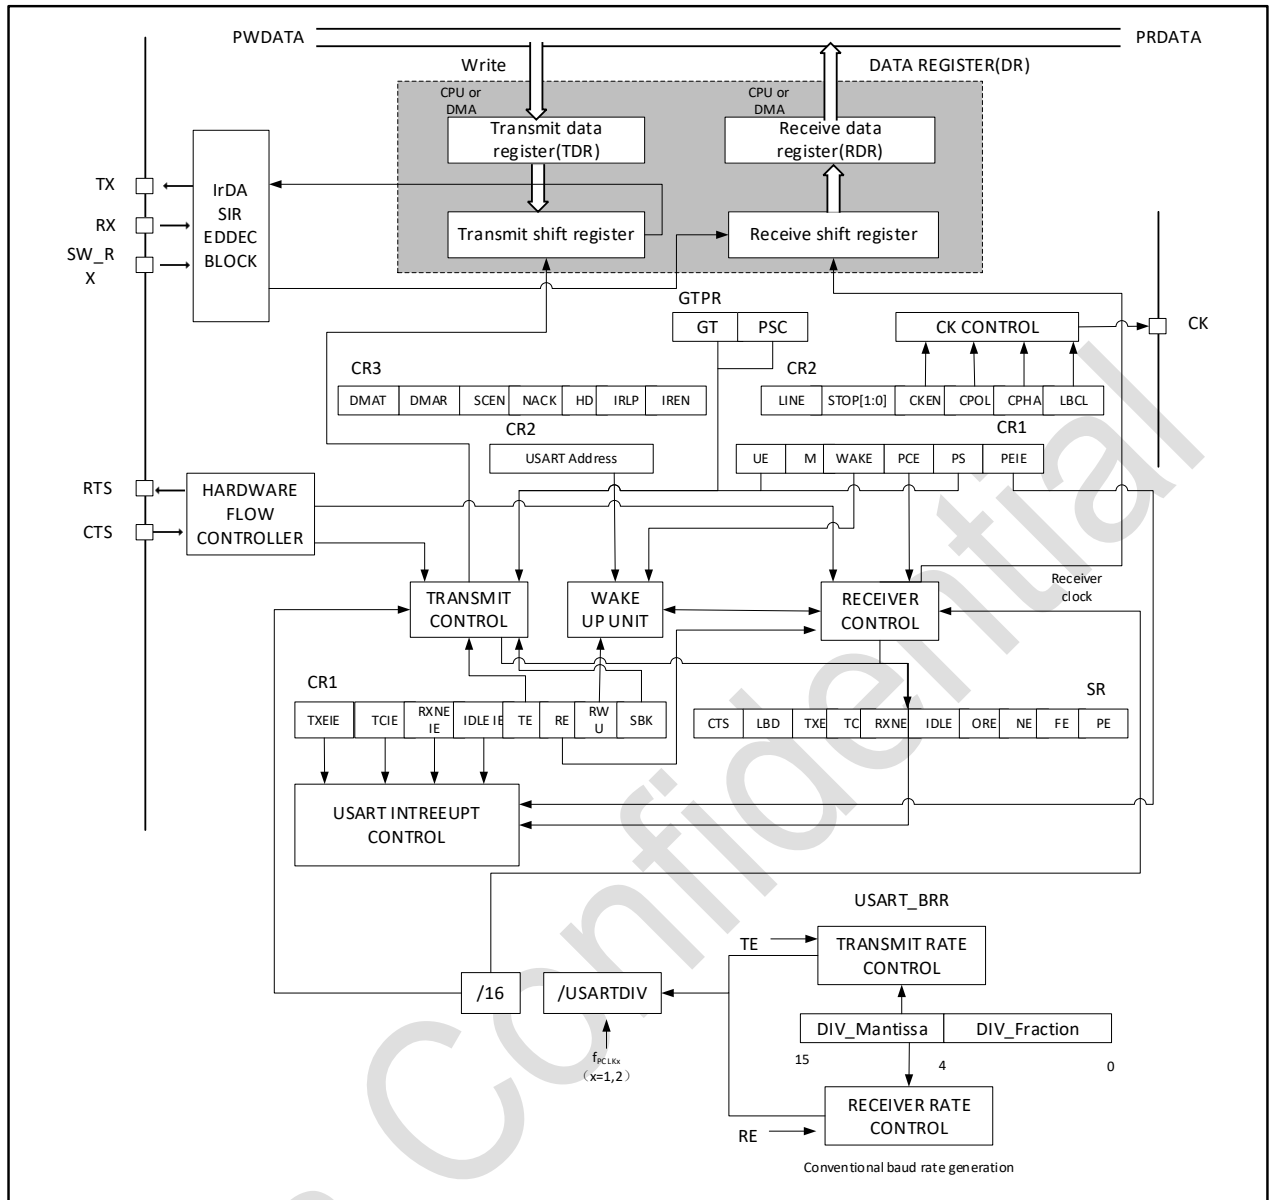 PWDATA
PRDATA
Write
DATA REGISTER(DR)
CPU or
DMA
CPU or
DMA
Transmit data
register(TDR)
Receive data
register(RDR)
TX
RX
SW_R
X
IrDA
SIR
EDDEC
BLOCK
Transmit shift register
Receive shift register
GTPR
GT
PSC
CK CONTROL
CK
CR3
DMAT
DMAR
SCEN
NACK
HD
IRLP
IREN
CR2
LINE
STOP[1:0]
CKEN
CPOL
CPHA
LBCL
CR2
USART Address
CR1
UE
M
WAKE
PCE
PS
PEIE
RTS
CTS
HARDWARE
FLOW
CONTROLLER
TRANSMIT
CONTROL
WAKE
UP UNIT
RECEIVER
CONTROL
Receiver
clock
CR1
TXEIE
TCIE
RXNE
IE
IDLE IE
TE
RE
RW
U
SBK
SR
CTS
LBD
TXE
TC
RXNE
IDLE
ORE
NE
FE
PE
USART INTREEUPT
CONTROL
USART_BRR
TE
TRANSMIT RATE
CONTROL
/16
/USARTDIV
DIV_Mantissa
DIV_Fraction
15
4
0
fPCLKx
（x=1,2）
RECEIVER RATE
CONTROL
RE
Conventional baud rate generation
Confidential